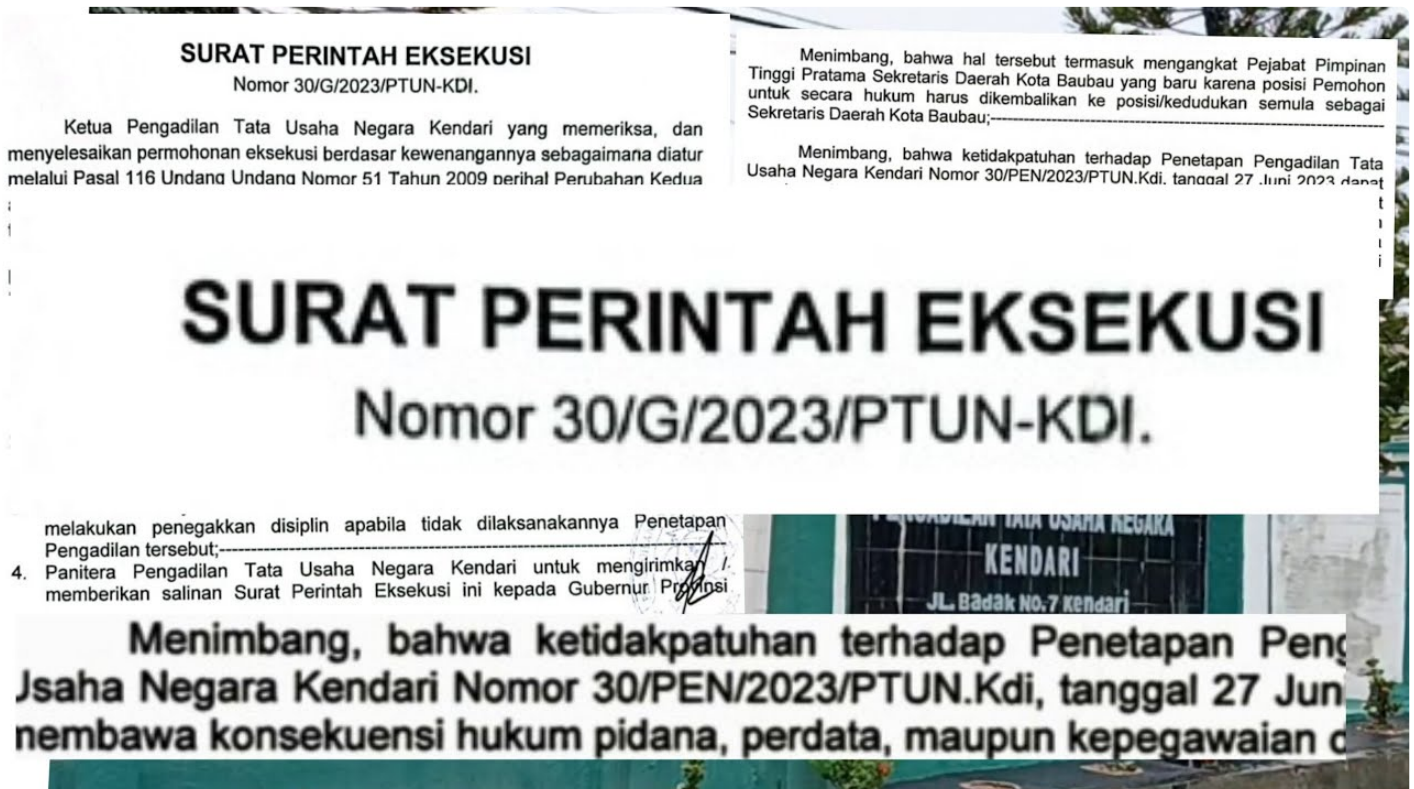 SURAT PERINTAH EKSEKUSI
Nomor 30/G/2023/PTUN-KDI.
Ketua Pengadilan Tata Usaha Negara Kendari yang memeriksa, dan
menyelesaikan permohonan eksekusi berdasar kewenangannya sebagaimana diatur
melalui Pasal 116 Undang Undang Nomor 51 Tahun 2009 perihal Perubahan Kedua
Menimbang, bahwa hal tersebut termasuk mengangkat Pejabat Pimpinan
Tinggi Pratama Sekretaris Daerah Kota Baubau yang baru karena posisi Pemohon
untuk secara hukum harus dikembalikan ke posisi/kedudukan semula sebagai
Sekretaris Daerah Kota Baubau;
Menimbang, bahwa ketidakpatuhan terhadap Penetapan Pengadilan Tata
Usaha Negara Kendari Nomor 30/PEN/2023/PTUN.Kdi, tanggal 27 Juni 2023 dapat
SURAT PERINTAH EKSEKUSI
Nomor 30/G/2023/PTUN-KDI.
melakukan penegakkan disiplin apabila tidak dilaksanakannya Penetapan
Pengadilan tersebut;
4. Panitera Pengadilan Tata Usaha Negara Kendari untuk mengirimkan /
memberikan salinan Surat Perintah Eksekusi ini kepada Gubernur Provinsi
PENGADILAN TATA USAHA NEGARA
KENDARI
JL. Badak No.7 Kendari
Menimbang, bahwa ketidakpatuhan terhadap Penetapan Peng
Usaha Negara Kendari Nomor 30/PEN/2023/PTUN.Kdi, tanggal 27 Jun
membawa konsekuensi hukum pidana, perdata, maupun kepegawaian